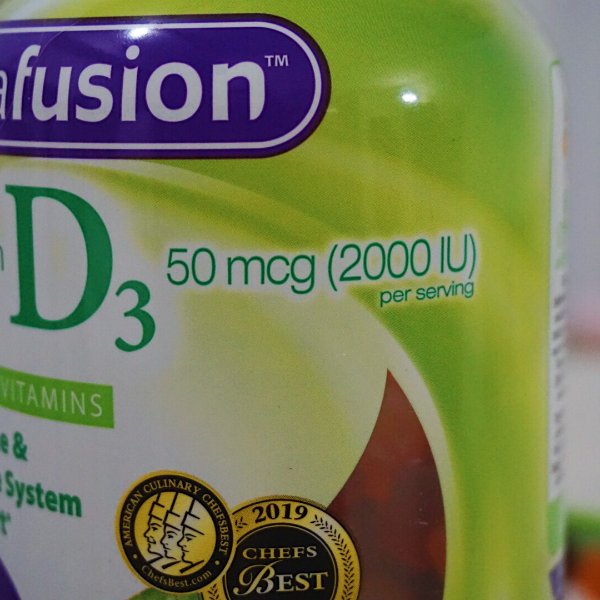 afusion™
D3
50 mcg (2000 IU)
per serving
VITAMINS
e &
System
t*
AMERICAN CULINARY CHEFSBEST
ChefsBest.com
2019
CHEFS
BEST